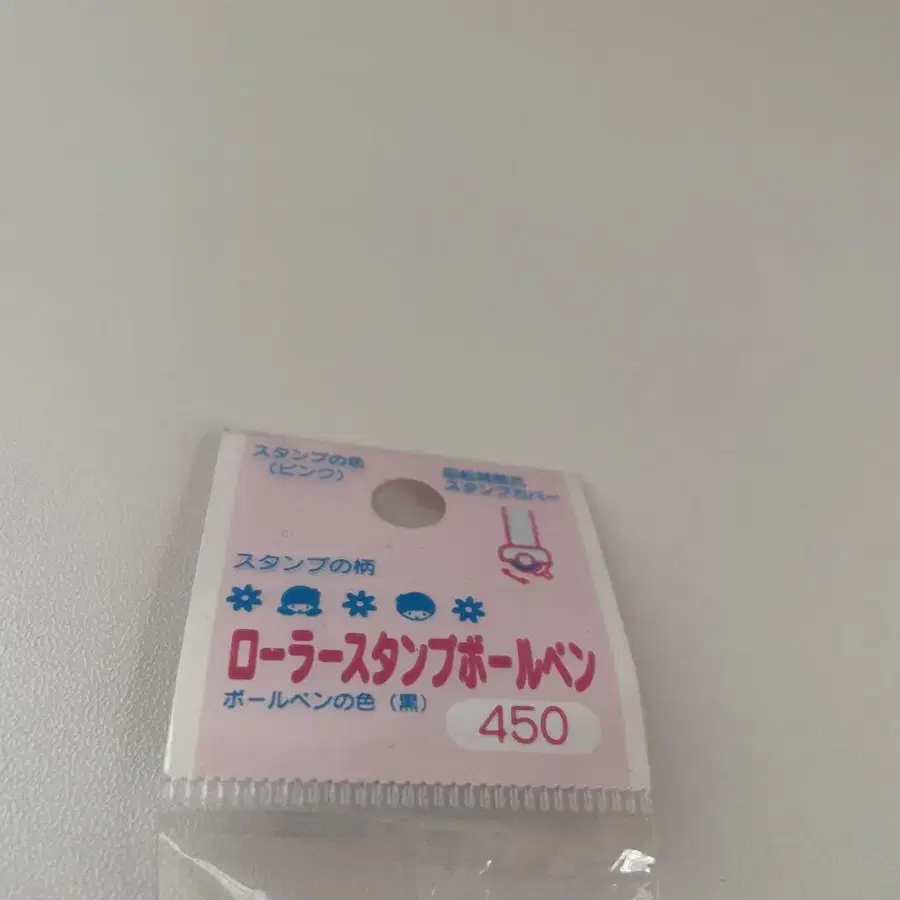 スタンプの色
(ピンク)
スタンプカバー
スタンプの柄
ローラースタンプボールペン
ボールペンの色 (黒)
450